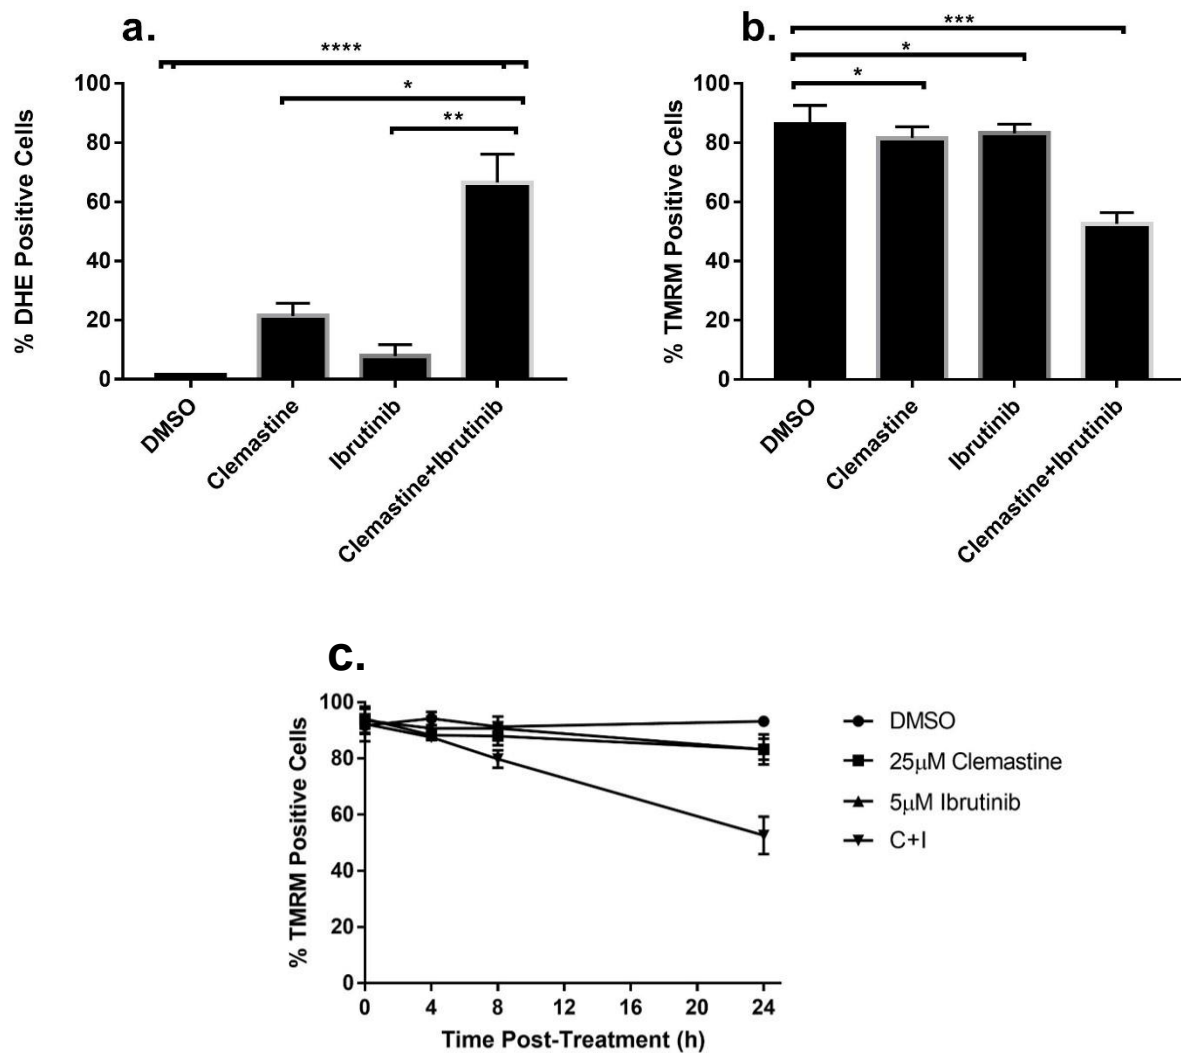 a.
****
*
**
100
80
60
40
20
0
% DHE Positive Cells
DMSO
Clemastine
Ibrutinib
Clemastine+Ibrutinib
b.
***
*
*
100
80
60
40
20
0
% TMRM Positive Cells
DMSO
Clemastine
Ibrutinib
Clemastine+Ibrutinib
c.
100
80
60
40
20
0
% TMRM Positive Cells
0 4 8 12 16 20 24
Time Post-Treatment (h)
DMSO
25μM Clemastine
5μM Ibrutinib
C+I